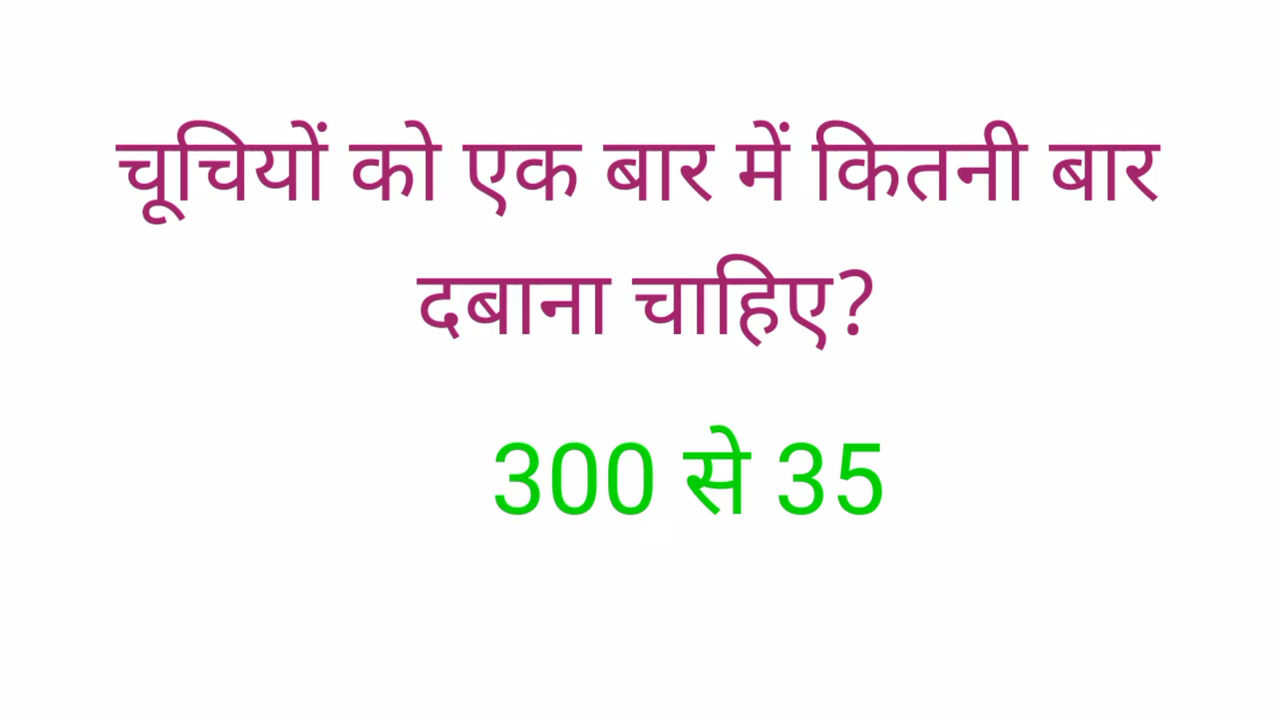 चूचियों को एक बार में कितनी बार
दबाना चाहिए?
300 से 35